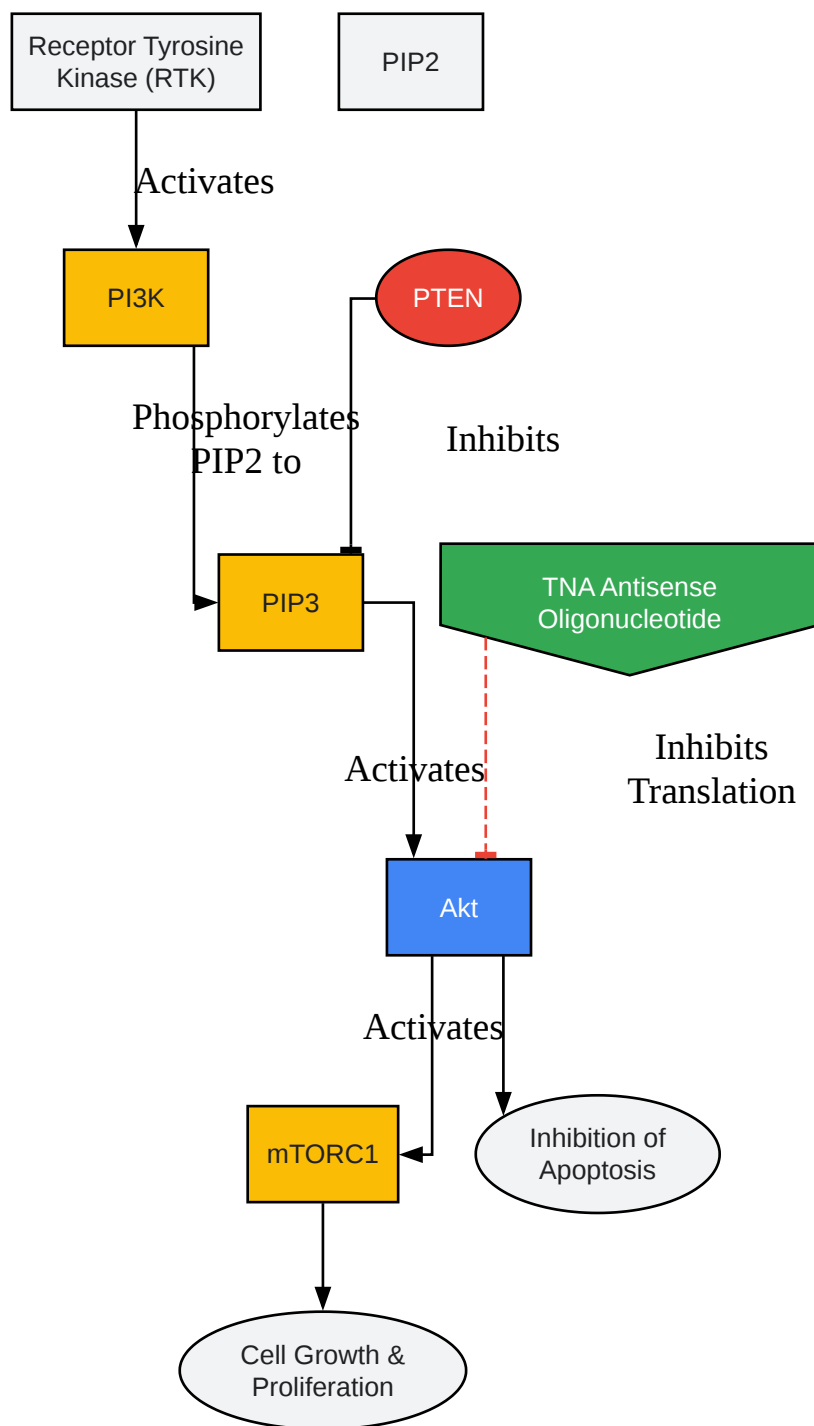 Receptor Tyrosine
Kinase (RTK)
PIP2
Activates
PI3K
PTEN
Phosphorylates
PIP2 to
Inhibits
PIP3
TNA Antisense
Oligonucleotide
Activates
Inhibits
Translation
Akt
Activates
mTORC1
Inhibition of
Apoptosis
Cell Growth &
Proliferation